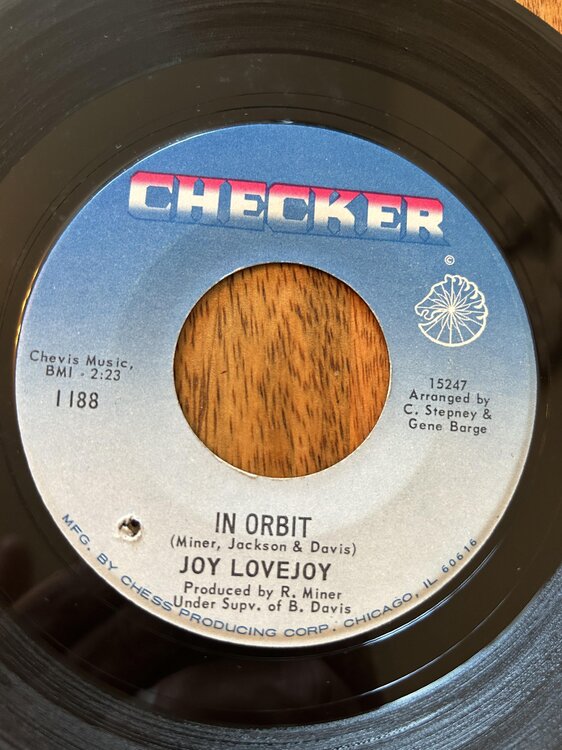 CHECKER
©
Chevis Music,
BMI - 2:23
1188
15247
Arranged by
C. Stepney &
Gene Barge
IN ORBIT
(Miner, Jackson & Davis)
JOY LOVEJOY
Produced by R. Miner
Under Supv. of B. Davis
MFG. BY CHESS PRODUCING CORP. CHICAGO, IL 60616